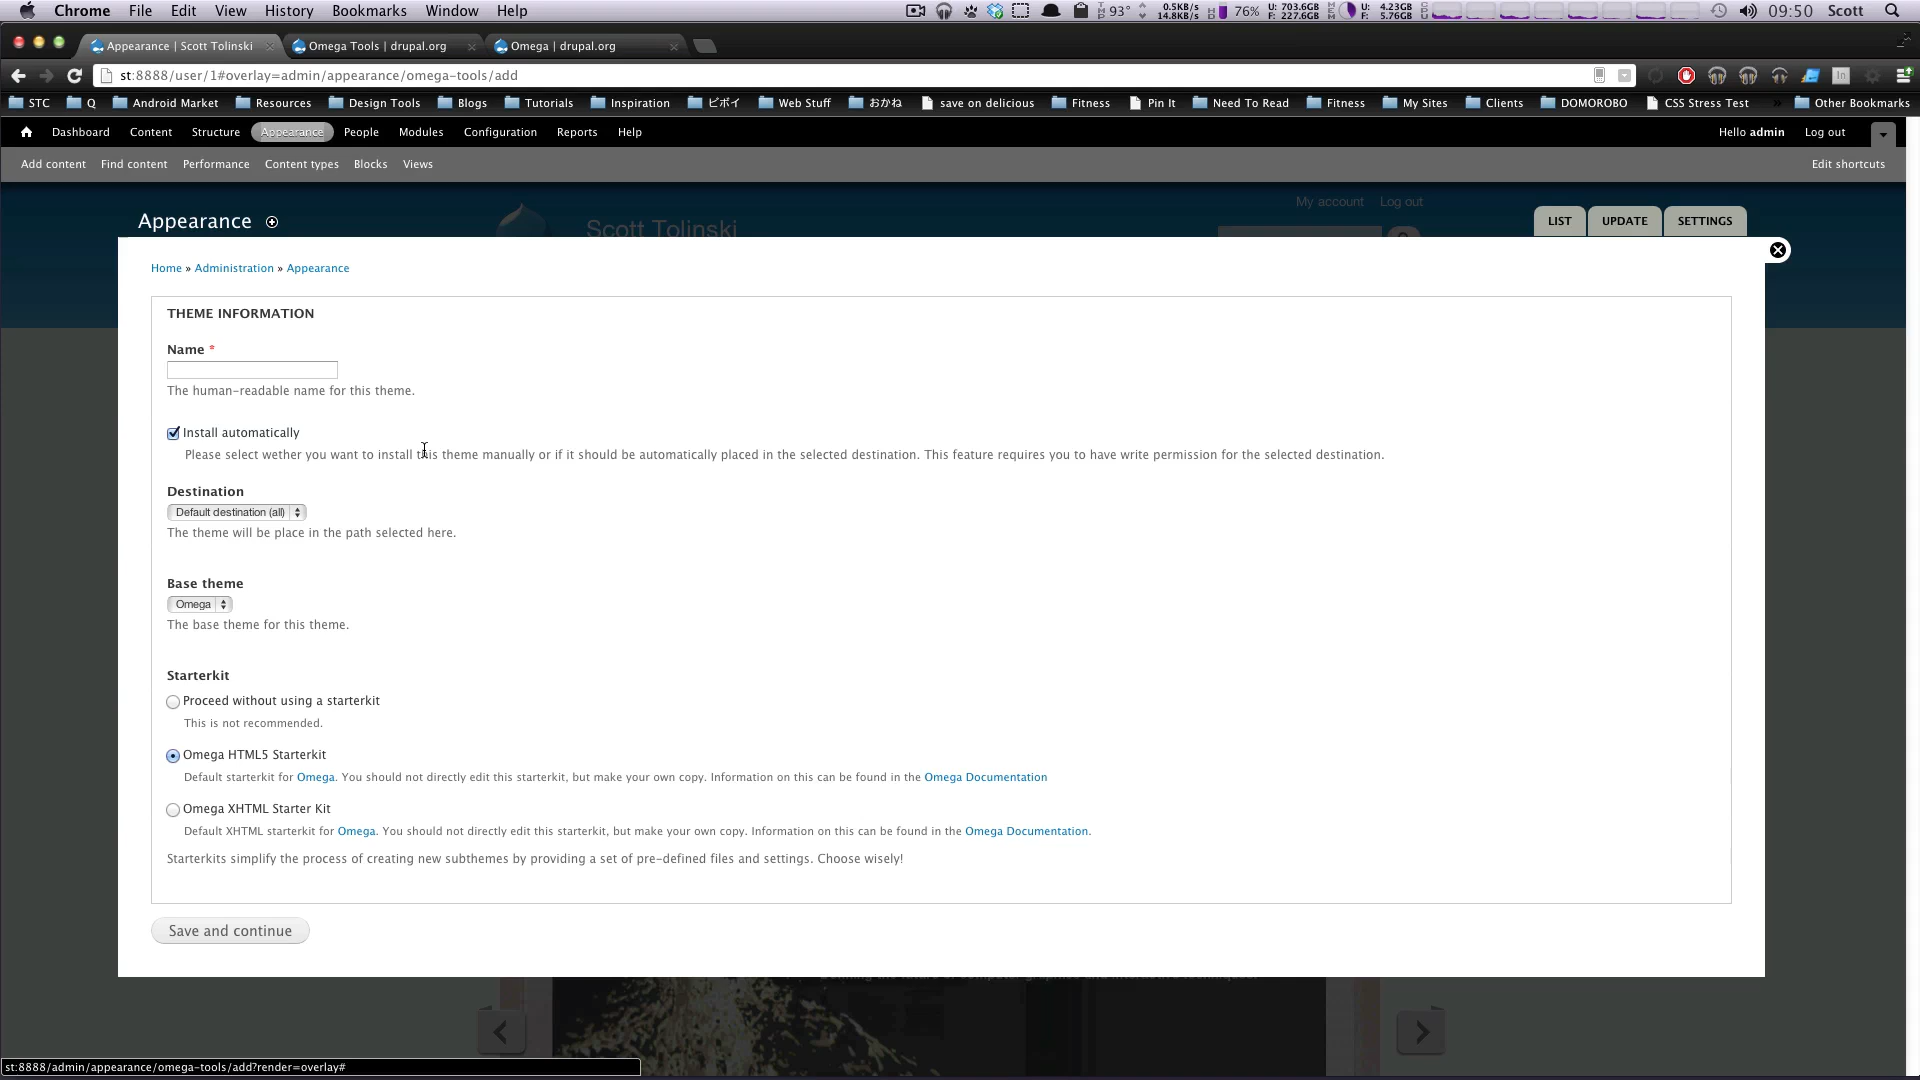 Chrome File Edit View History Bookmarks Window Help 93° 0.5KB/s 14.8KB/s 76% U: 703.6GB F: 227.6GB U: 4.23GB F: 5.76GB 09:50 Scott
Appearance | Scott Tolinski Omega Tools | drupal.org Omega | drupal.org
st:8888/user/1#overlay=admin/appearance/omega-tools/add
STC Q Android Market Resources Design Tools Blogs Tutorials Inspiration ビボイ Web Stuff おかね save on delicious Fitness Pin It Need To Read Fitness My Sites Clients DOMOROBO CSS Stress Test » Other Bookmarks
Dashboard Content Structure Appearance People Modules Configuration Reports Help Hello admin Log out
Add content Find content Performance Content types Blocks Views Edit shortcuts
My account Log out
Appearance Scott Tolinski LIST UPDATE SETTINGS
Home » Administration » Appearance
THEME INFORMATION
Name *
The human-readable name for this theme.
Install automatically
Please select wether you want to install this theme manually or if it should be automatically placed in the selected destination. This feature requires you to have write permission for the selected destination.
Destination
Default destination (all)
The theme will be place in the path selected here.
Base theme
Omega
The base theme for this theme.
Starterkit
Proceed without using a starterkit
This is not recommended.
Omega HTML5 Starterkit
Default starterkit for Omega. You should not directly edit this starterkit, but make your own copy. Information on this can be found in the Omega Documentation
Omega XHTML Starter Kit
Default XHTML starterkit for Omega. You should not directly edit this starterkit, but make your own copy. Information on this can be found in the Omega Documentation.
Starterkits simplify the process of creating new subthemes by providing a set of pre-defined files and settings. Choose wisely!
Save and continue
st:8888/admin/appearance/omega-tools/add?render=overlay#